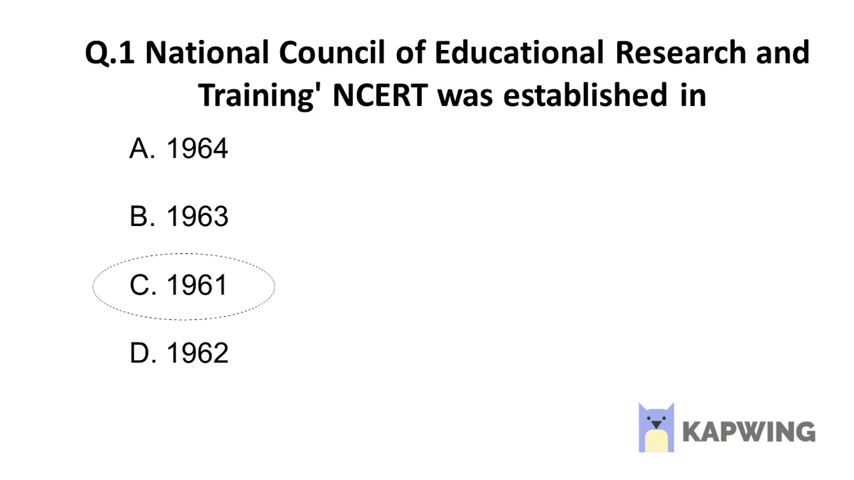 Q.1 National Council of Educational Research and
Training' NCERT was established in
A. 1964
B. 1963
C. 1961
D. 1962
KAPWING